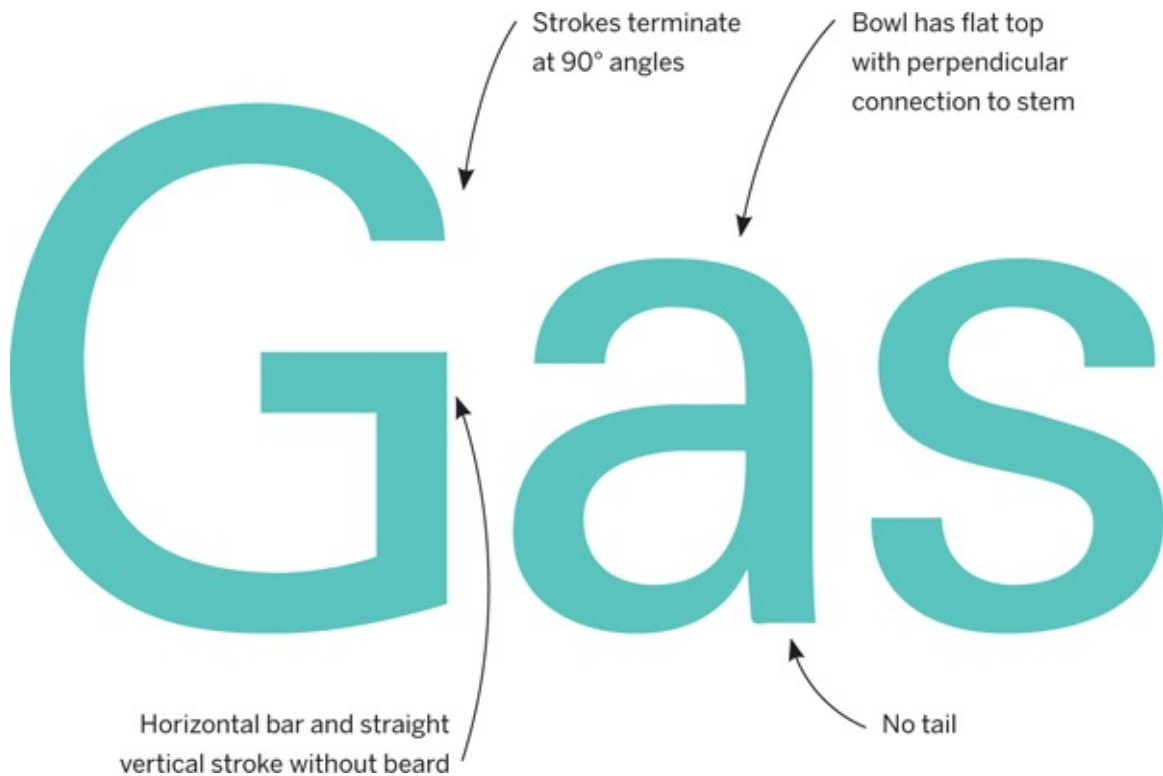 Strokes terminate
at 90° angles
Bowl has flat top
with perpendicular
connection to stem
Gas
Horizontal bar and straight
vertical stroke without beard
No tail